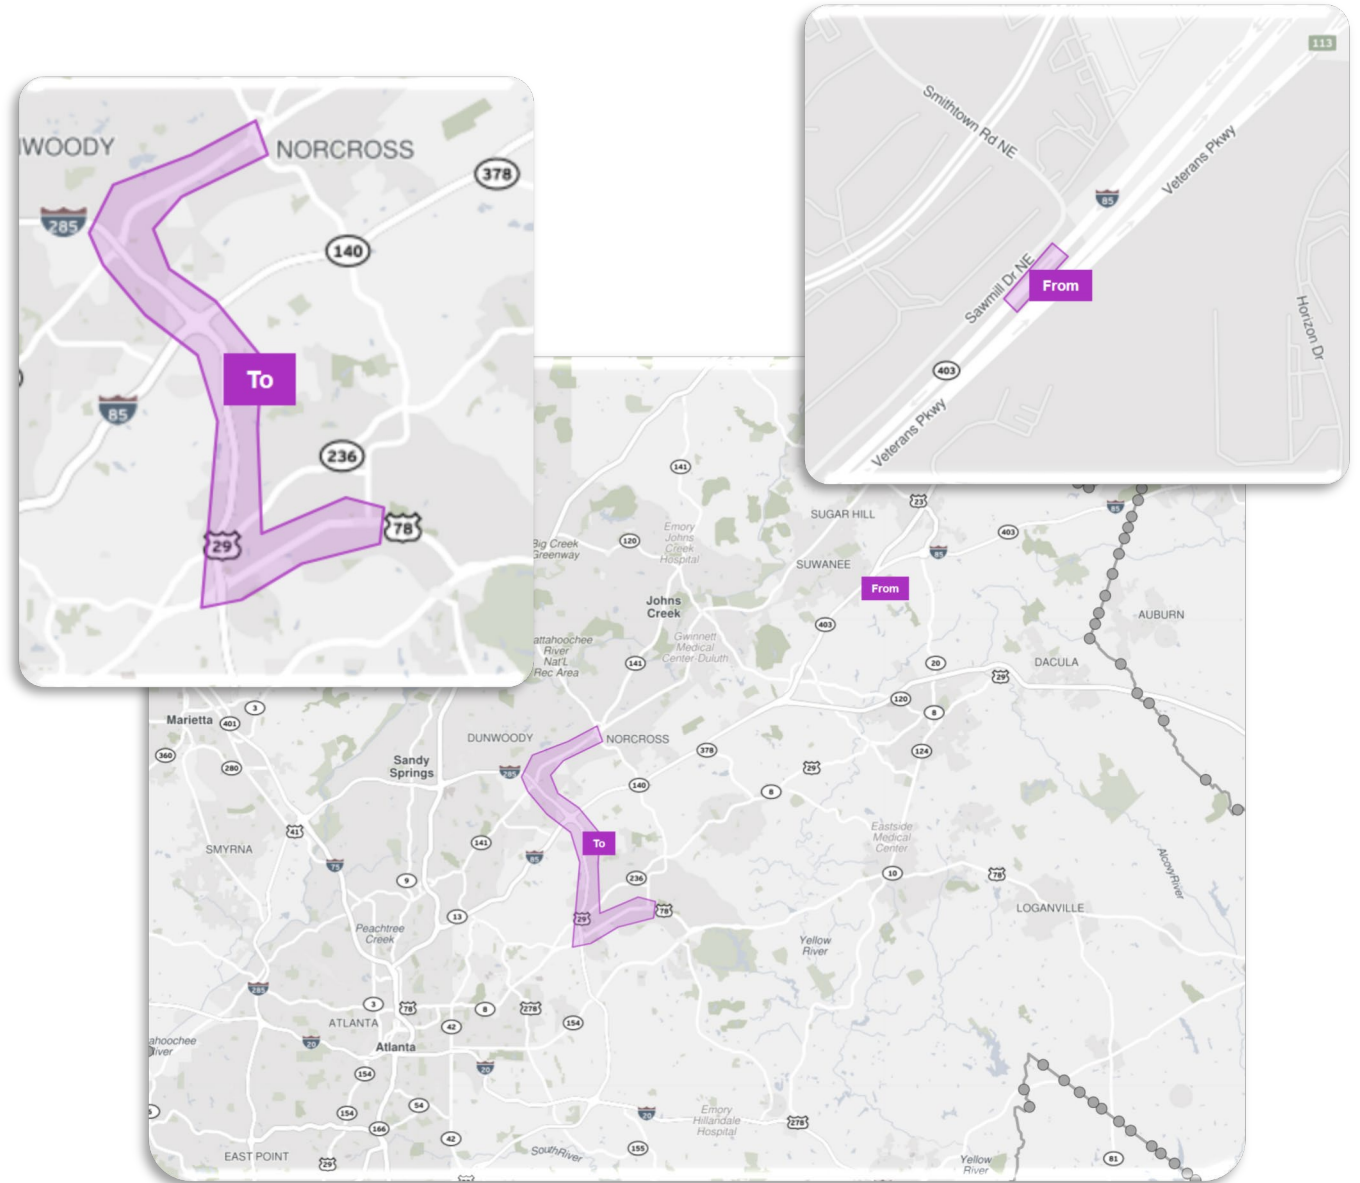 WOODY
NORCROSS
378
285
140
To
85
236
29
78
113
Smithtown Rd NE
Veterans Pkwy
85
Sawmill Dr NE
From
Horizon Dr
403
Veterans Pkwy
141
23
85
SUGAR HILL
403
120
Emory
Johns
Creek
Hospital
Big Creek
Greenway
85
SUWANEE
From
Johns
Creek
AUBURN
403
attahoochee
River
Nat'L
Rec Area
Gwinnett
Medical
Center-Duluth
141
20
DACULA
29
120
8
3
Marietta
401
DUNWOODY
NORCROSS
378
124
360
280
Sandy
Springs
285
29
140
8
41
SMYRNA
141
To
Eastside
Medical
Center
85
75
9
236
10
78
AlcovyRiver
13
29
78
LOGANVILLE
Peachtree
Creek
Yellow
River
285
3
78
8
278
ATLANTA
42
154
ahoochee
River
20
Atlanta
20
154
54
154
20
Emory
Hillandale
Hospital
278
166
42
155
EAST POINT
29
SouthRiver
Yellow
River
81